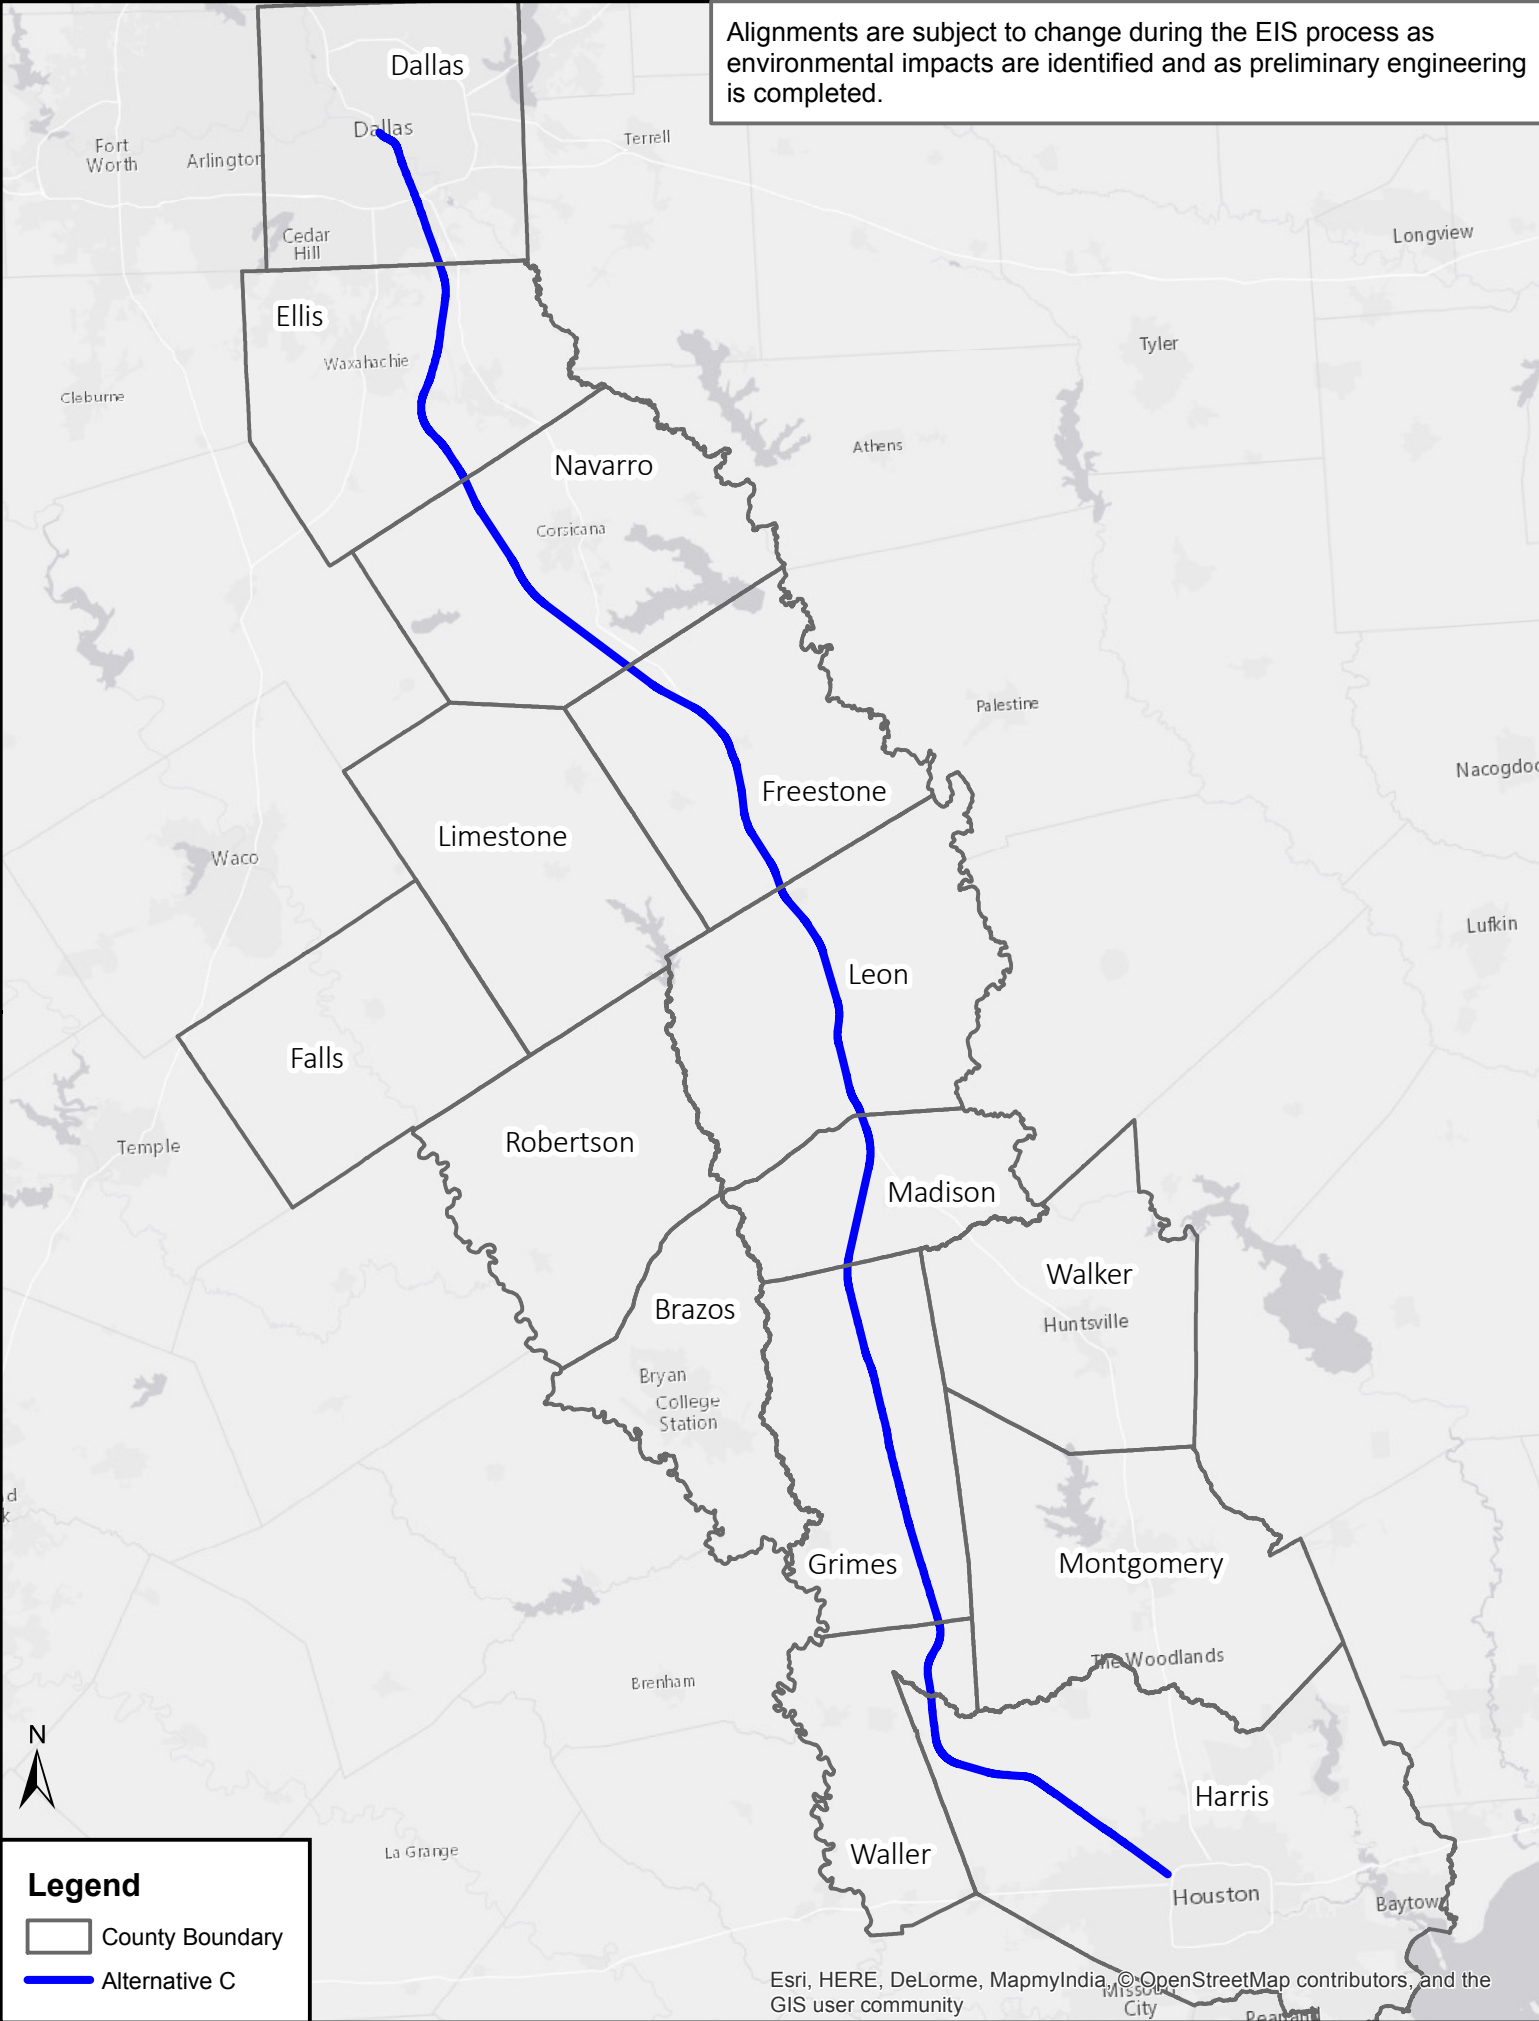 Alignments are subject to change during the EIS process as
environmental impacts are identified and as preliminary engineering
is completed.
Dallas
Dallas
Fort
Worth
Arlington
Terrell
Cedar
Hill
Longview
Ellis
Waxahachie
Tyler
Cleburne
Athens
Navarro
Corsicana
Palestine
Freestone
Limestone
Waco
Lufkin
Leon
Falls
Temple
Robertson
Madison
Walker
Huntsville
Brazos
Bryan
College
Station
Grimes
Montgomery
The Woodlands
Brenham
N
Harris
Waller
La Grange
Houston
Baytown
Legend
County Boundary
Alternative C
Esri, HERE, DeLorme, MapmyIndia, © OpenStreetMap contributors, and the
GIS user community
City